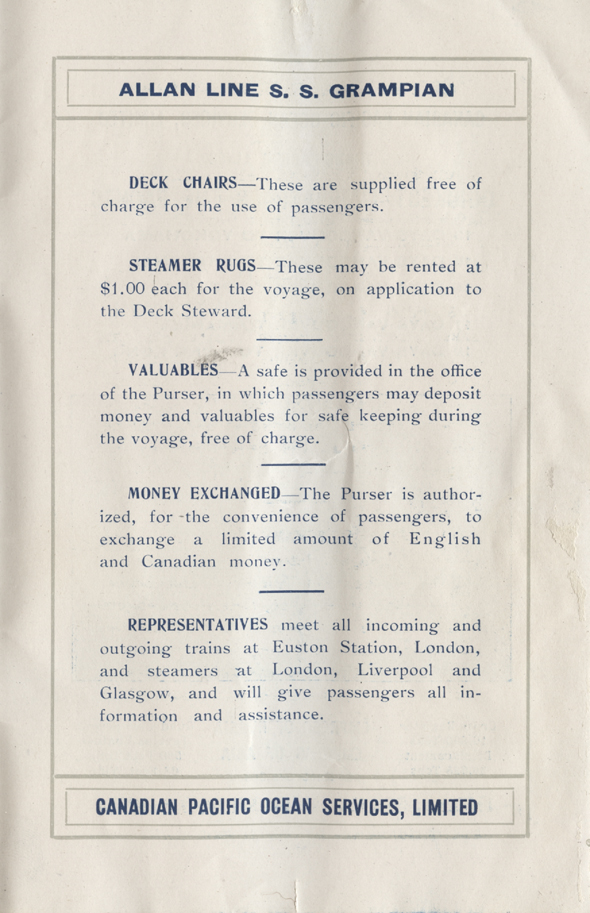 ALLAN LINE S. S. GRAMPIAN
DECK CHAIRS—These are supplied free of
charge for the use of passengers.
STEAMER RUGS—These may be rented at
$1.00 each for the voyage, on application to
the Deck Steward.
VALUABLES—A safe is provided in the office
of the Purser, in which passengers may deposit
money and valuables for safe keeping during
the voyage, free of charge.
MONEY EXCHANGED—The Purser is author-
ized, for the convenience of passengers, to
exchange a limited amount of English
and Canadian money.
REPRESENTATIVES meet all incoming and
outgoing trains at Euston Station, London,
and steamers at London, Liverpool and
Glasgow, and will give passengers all in-
formation and assistance.
CANADIAN PACIFIC OCEAN SERVICES, LIMITED